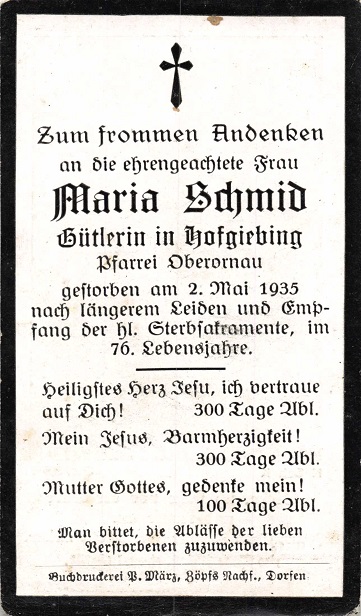 Zum frommen Andenken
an die ehrengeachtete Frau
Maria Schmid
Gütlerin in Hofgiebing
Pfarrei Oberornau
gestorben am 2. Mai 1935
nach längerem Leiden und Emp-
fang der hl. Sterbsakramente, im
76. Lebensjahre.
Heiligstes Herz Jesu, ich vertraue
auf Dich! 300 Tage Abl.
Mein Jesus, Barmherzigkeit!
300 Tage Abl.
Mutter Gottes, gedenke mein!
100 Tage Abl.
Man bittet, die Ablässe der lieben
Verstorbenen zuzuwenden.
Buchdruckerei P. März, Zöpfs Nachf., Dorfen